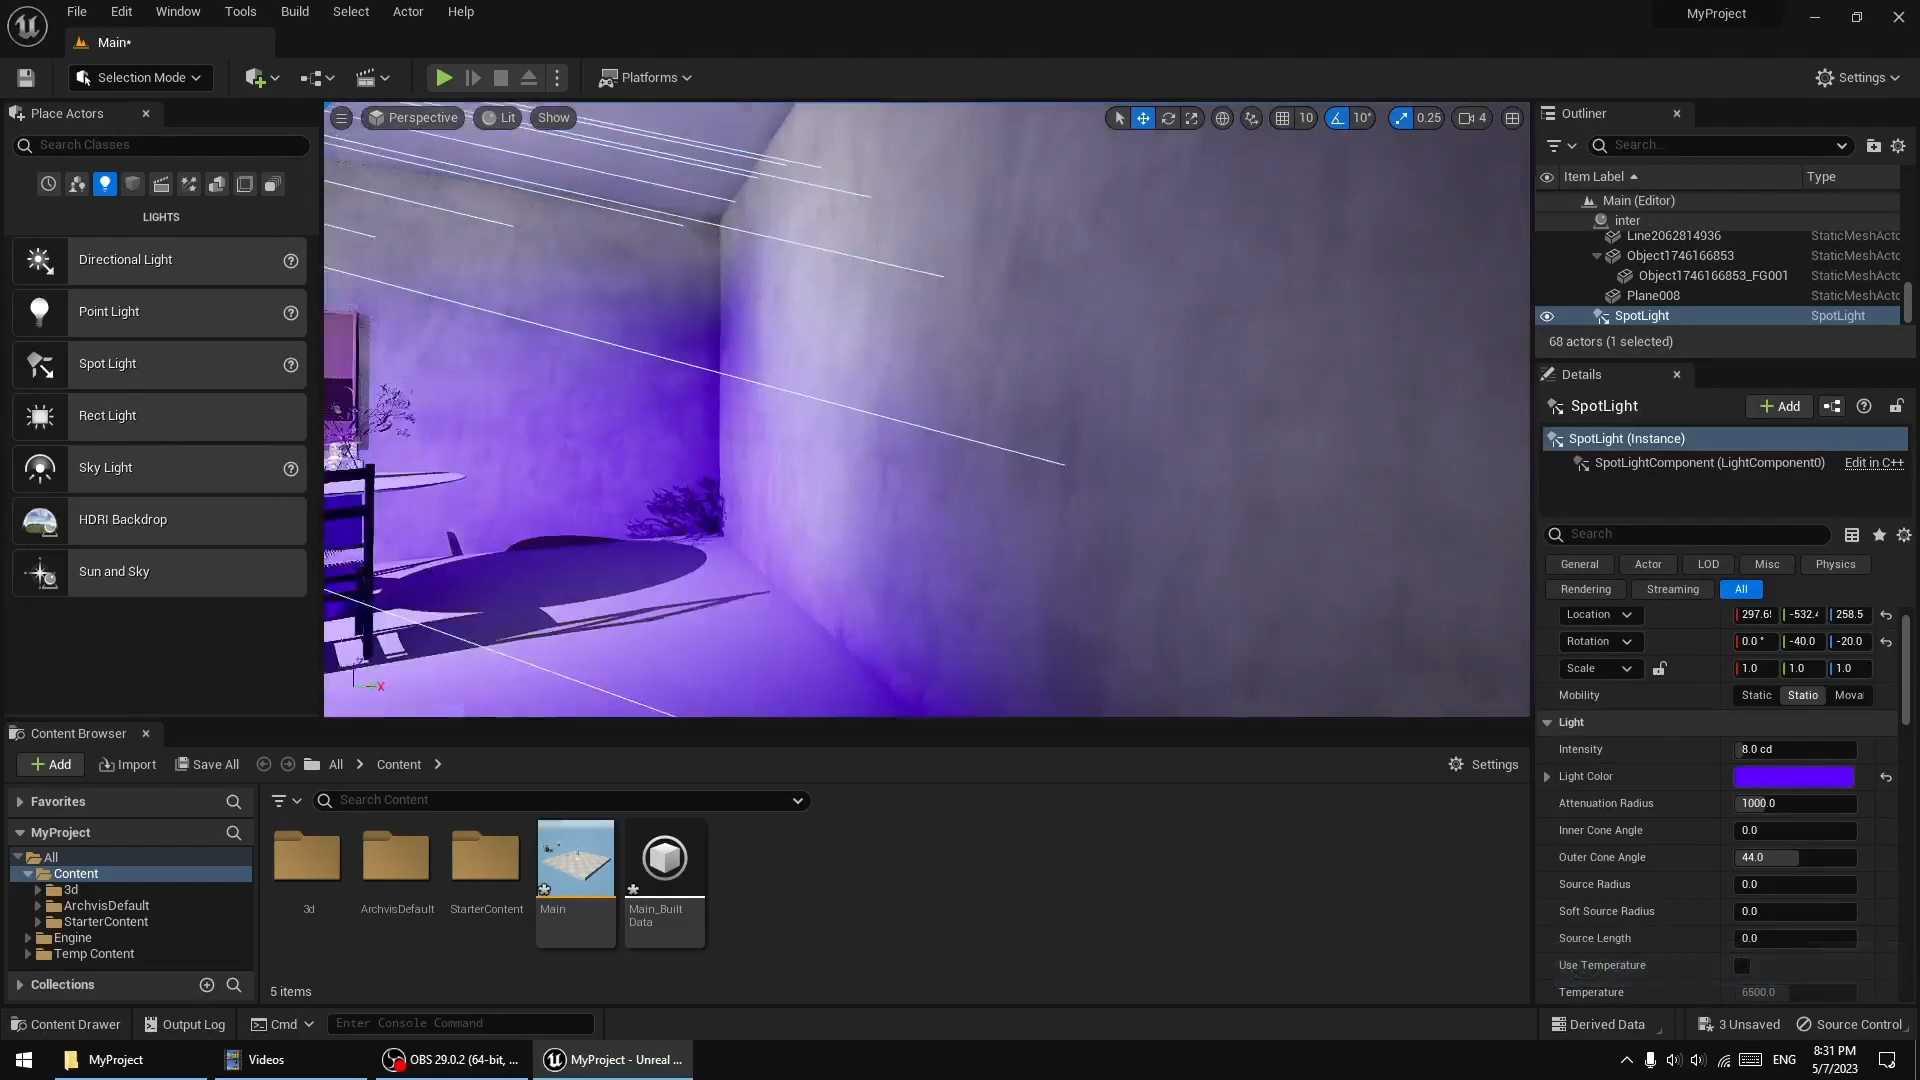 File Edit Window Tools Build Select Actor Help
MyProject
Main*
Selection Mode
Platforms
Settings
Place Actors
Search Classes
LIGHTS
Directional Light
Point Light
Spot Light
Rect Light
Sky Light
HDRI Backdrop
Sun and Sky
Perspective Lit Show
10 10° 0.25 4
X
Outliner
Search...
Item Label Type
Main (Editor)
inter
Line2062814936 StaticMeshActo
Object1746166853 StaticMeshActo
Object1746166853_FG001 StaticMeshActo
Plane008 StaticMeshActo
SpotLight SpotLight
68 actors (1 selected)
Details
SpotLight
Add
SpotLight (Instance)
SpotLightComponent (LightComponent0) Edit in C++
Search
General Actor LOD Misc Physics
Rendering Streaming All
Location 297.6 -532. 258.5
Rotation 0.0 ° -40.0 -20.0
Scale 1.0 1.0 1.0
Mobility Static Statio Moval
Light
Intensity 8.0 cd
Light Color
Attenuation Radius 1000.0
Inner Cone Angle 0.0
Outer Cone Angle 44.0
Source Radius 0.0
Soft Source Radius 0.0
Source Length 0.0
Use Temperature
Temperature 6500.0
Content Browser
Add Import Save All All Content Settings
Favorites
Search Content
MyProject
All
Content
3d
ArchvisDefault
StarterContent
Engine
Temp Content
Collections
3d ArchvisDefault StarterContent Main Main_Built
Data
5 items
Content Drawer Output Log Cmd Enter Console Command Derived Data 3 Unsaved Source Control
MyProject Videos OBS 29.0.2 (64-bit, ... MyProject - Unreal ... ENG
8:31 PM
5/7/2023